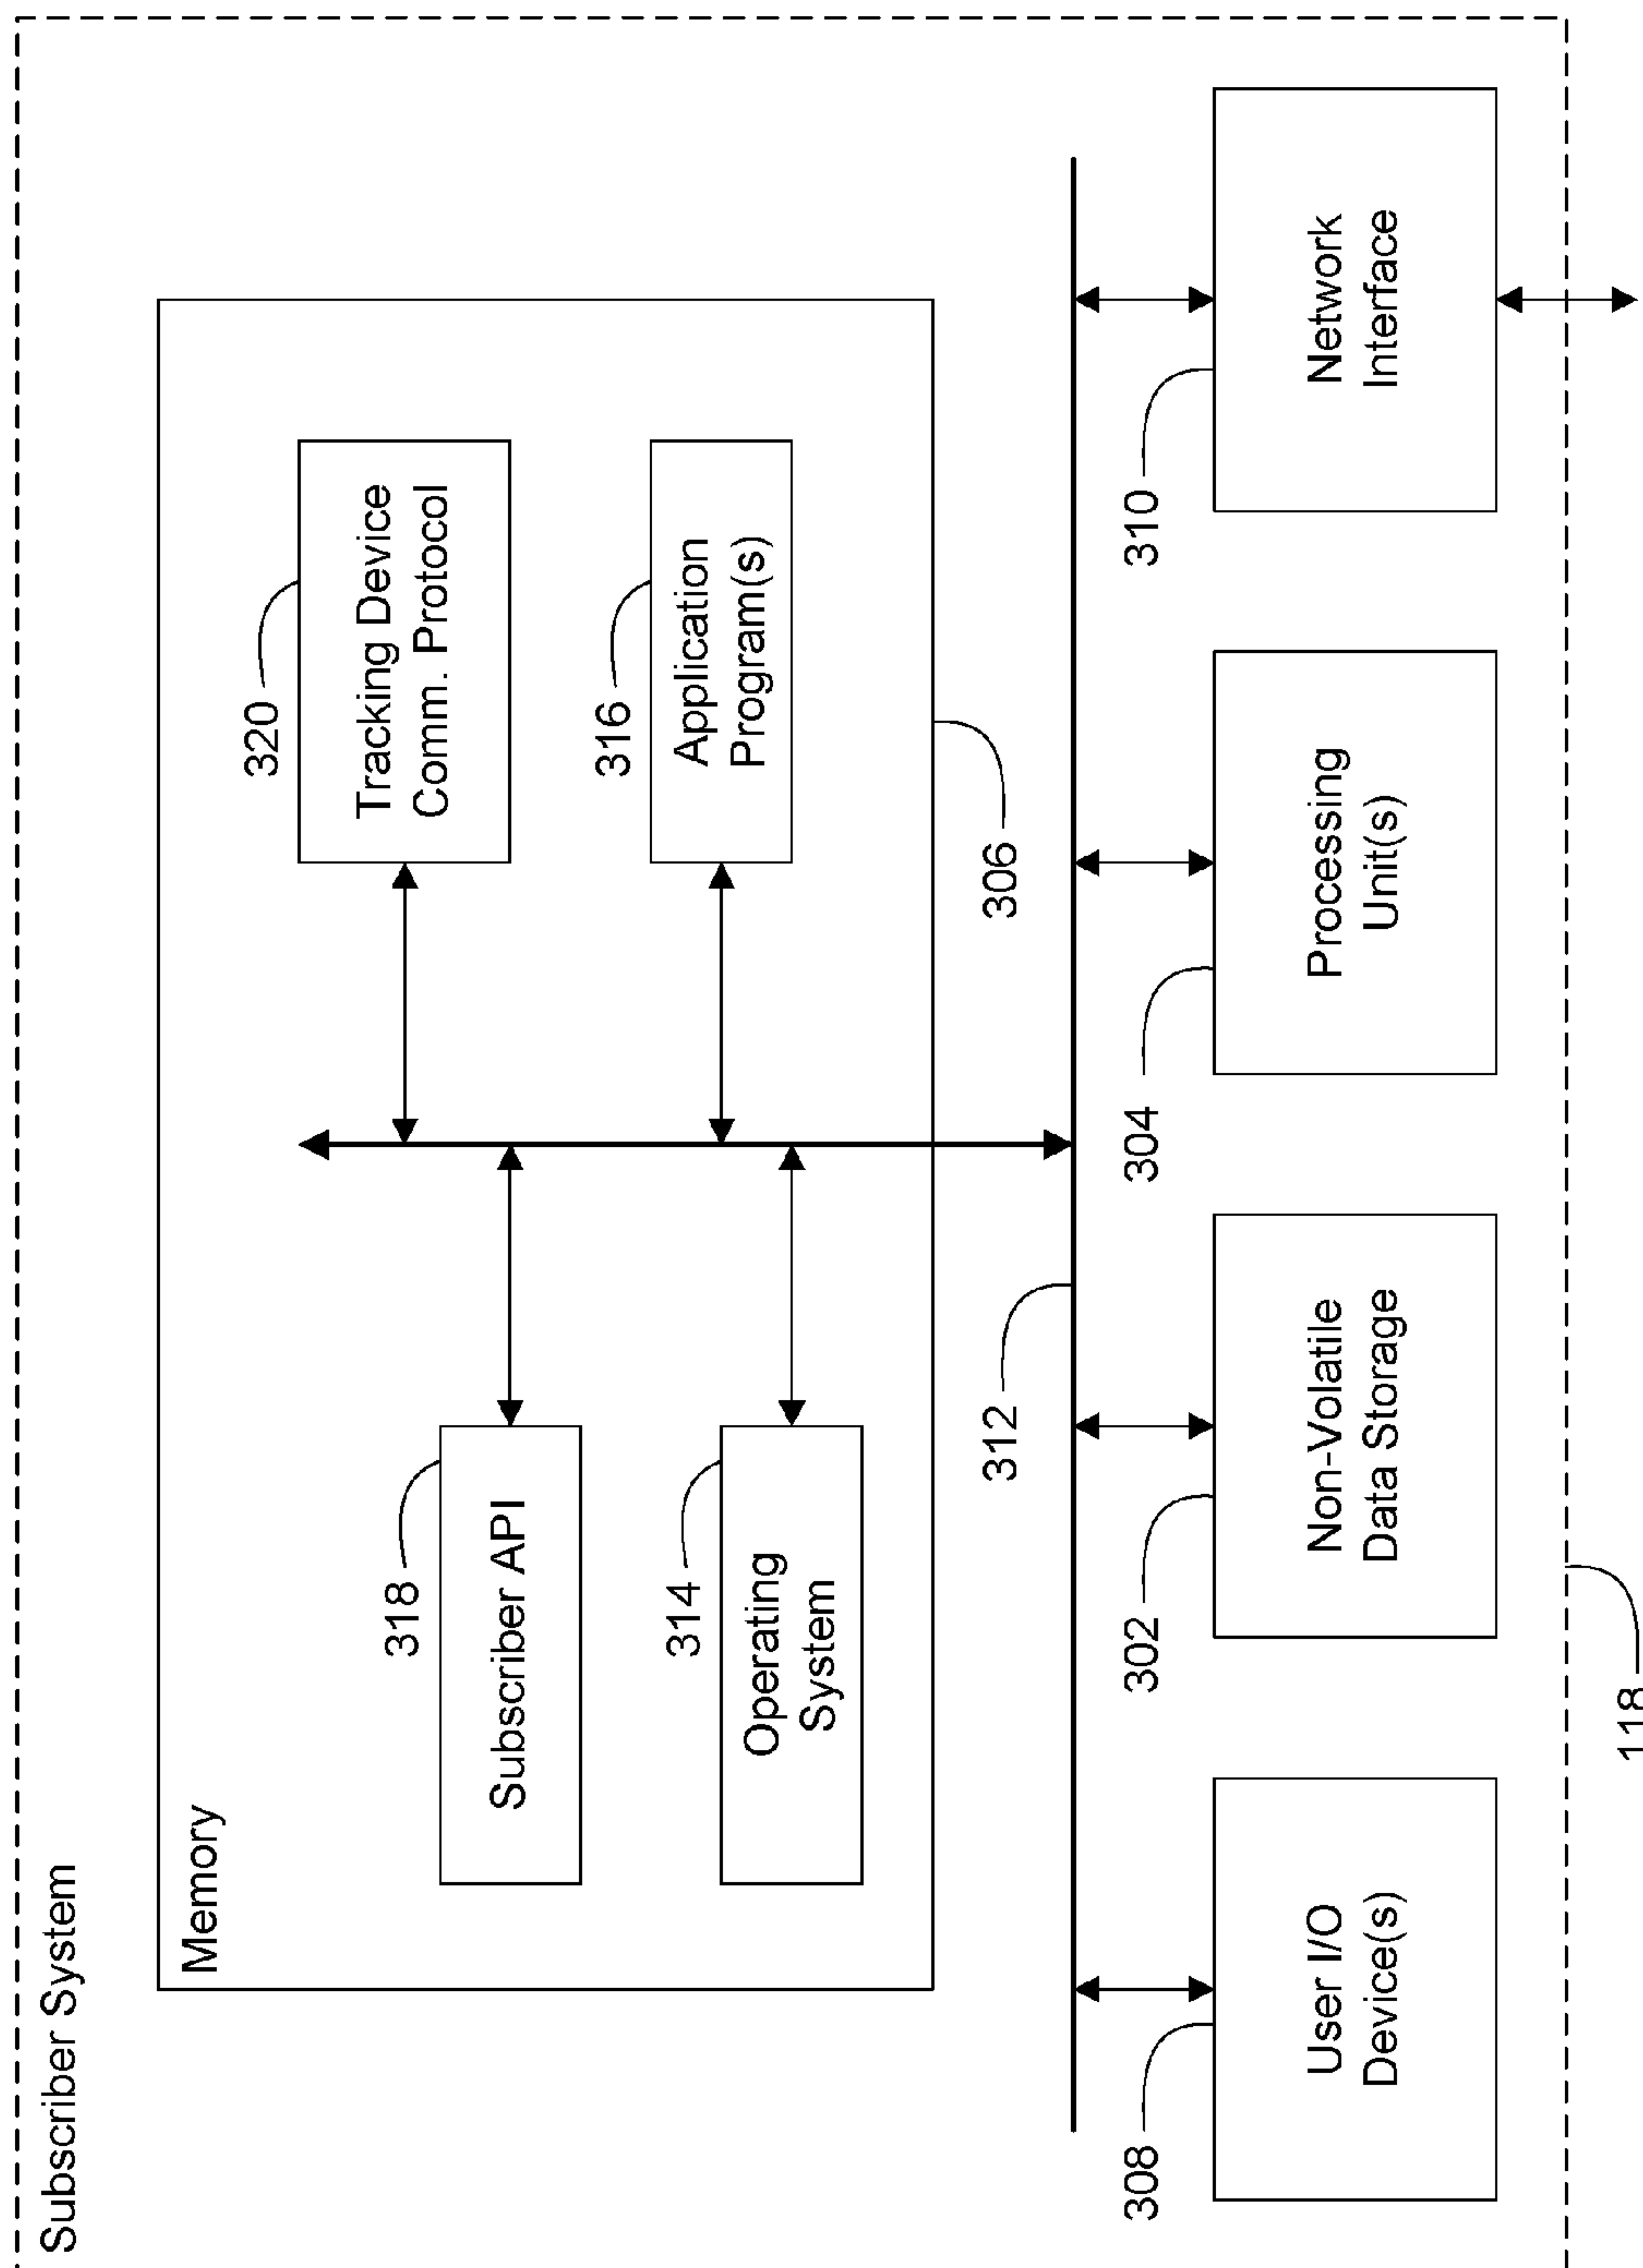 Subscriber System
Memory
320
Tracking Device
Comm. Protocol
318
Subscriber API
316
Application
Program(s)
314
Operating
System
312
306
308
User I/O
Device(s)
302
Non-Volatile
Data Storage
304
Processing
Unit(s)
310
Network
Interface
118